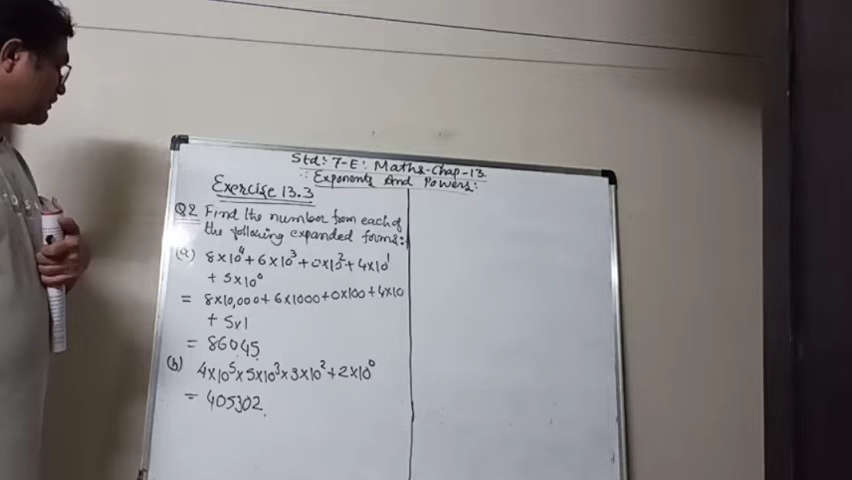 Std: 7-E: Maths-Chap-13.
:: Exponents And Powers:
Exercise 13.3
Q2 Find the number from each of
the following expanded forms:
(a) 8×10⁴+6×10³+0×10²+4×10¹
+ 5×10⁰
= 8×10,000+6×1000+0×100+4×10
+ 5×1
= 86045
(b) 4×10⁵×5×10³×3×10²+2×10⁰
= 405302.